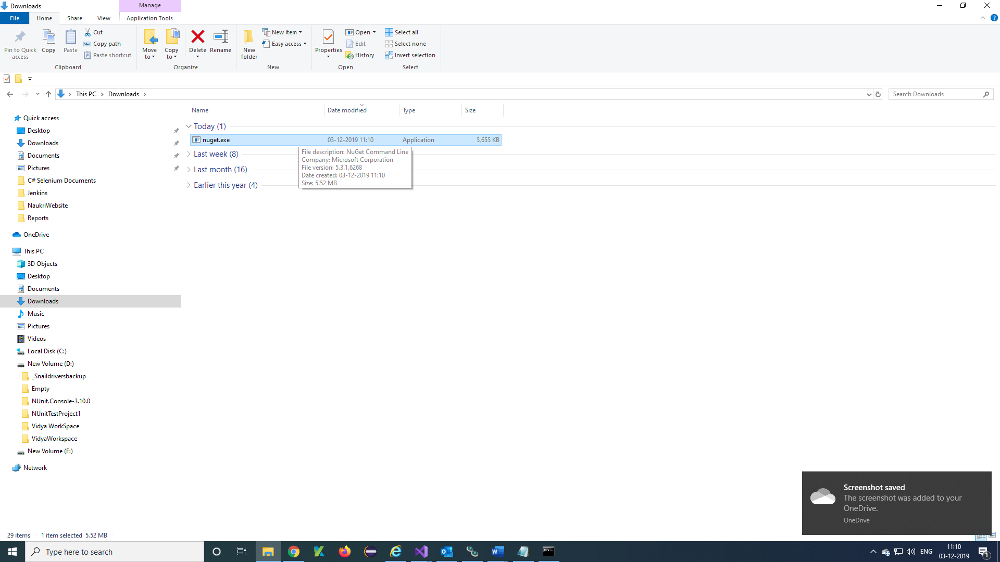 Downloads
Manage
File
Home
Share
View
Application Tools
Pin to Quick access
Copy
Paste
Cut
Copy path
Paste shortcut
Clipboard
Move to
Copy to
Delete
Rename
Organize
New folder
New item
Easy access
New
Properties
Open
Edit
History
Open
Select all
Select none
Invert selection
Select
This PC
Downloads
Search Downloads
Name
Date modified
Type
Size
Today (1)
nuget.exe 03-12-2019 11:10 Application 5,655 KB
Last week (8)
Last month (16)
Earlier this year (4)
File description: NuGet Command Line
Company: Microsoft Corporation
File version: 5.3.1.6268
Date created: 03-12-2019 11:10
Size: 5.52 MB
Quick access
Desktop
Downloads
Documents
Pictures
C# Selenium Documents
Jenkins
NaukriWebsite
Reports
OneDrive
This PC
3D Objects
Desktop
Documents
Downloads
Music
Pictures
Videos
Local Disk (C:)
New Volume (D:)
_Snaildriversbackup
Empty
NUnit.Console-3.10.0
NUnitTestProject1
Vidya WorkSpace
VidyaWorkspace
New Volume (E:)
Network
Screenshot saved
The screenshot was added to your
OneDrive.
OneDrive
29 items 1 item selected 5.52 MB
Type here to search
ENG
11:10
03-12-2019
1